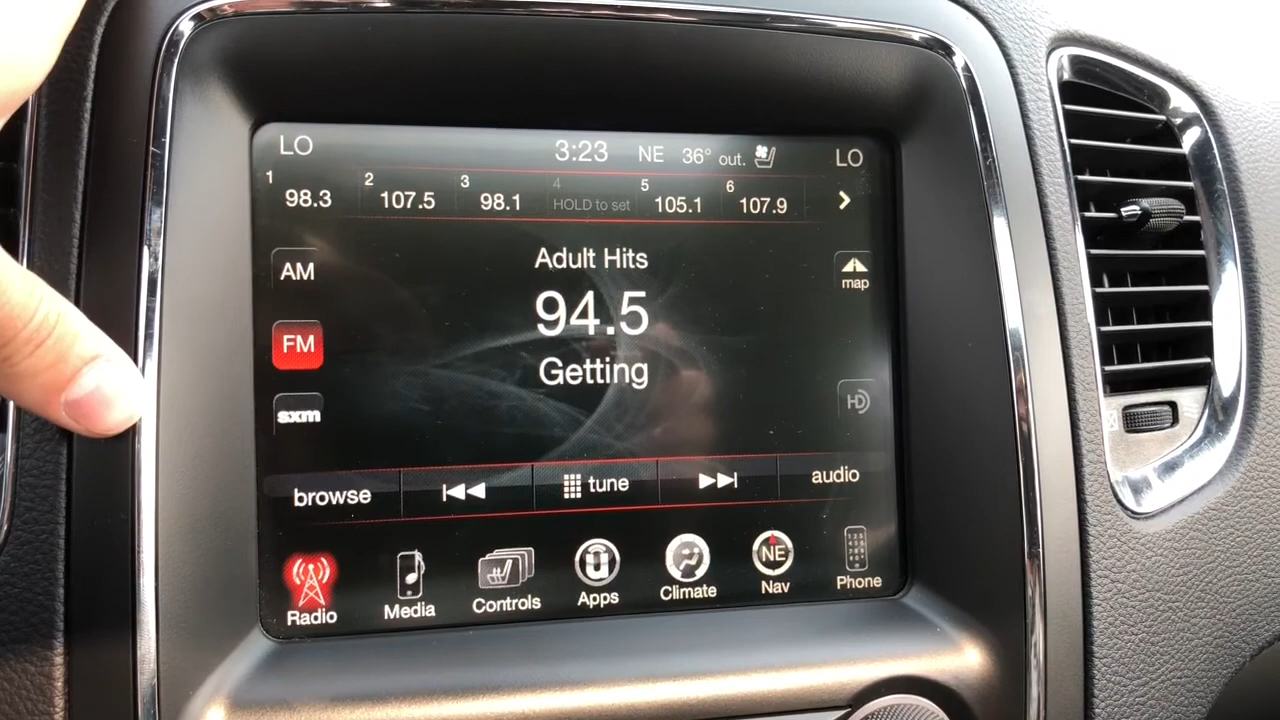 LO 3:23 NE 36° out. LO
1 98.3 2 107.5 3 98.1 4 HOLD to set 5 105.1 6 107.9
Adult Hits
AM
map
94.5
FM
Getting
HD
sxm
browse tune audio
Radio Media Controls Apps Climate NE Nav Phone